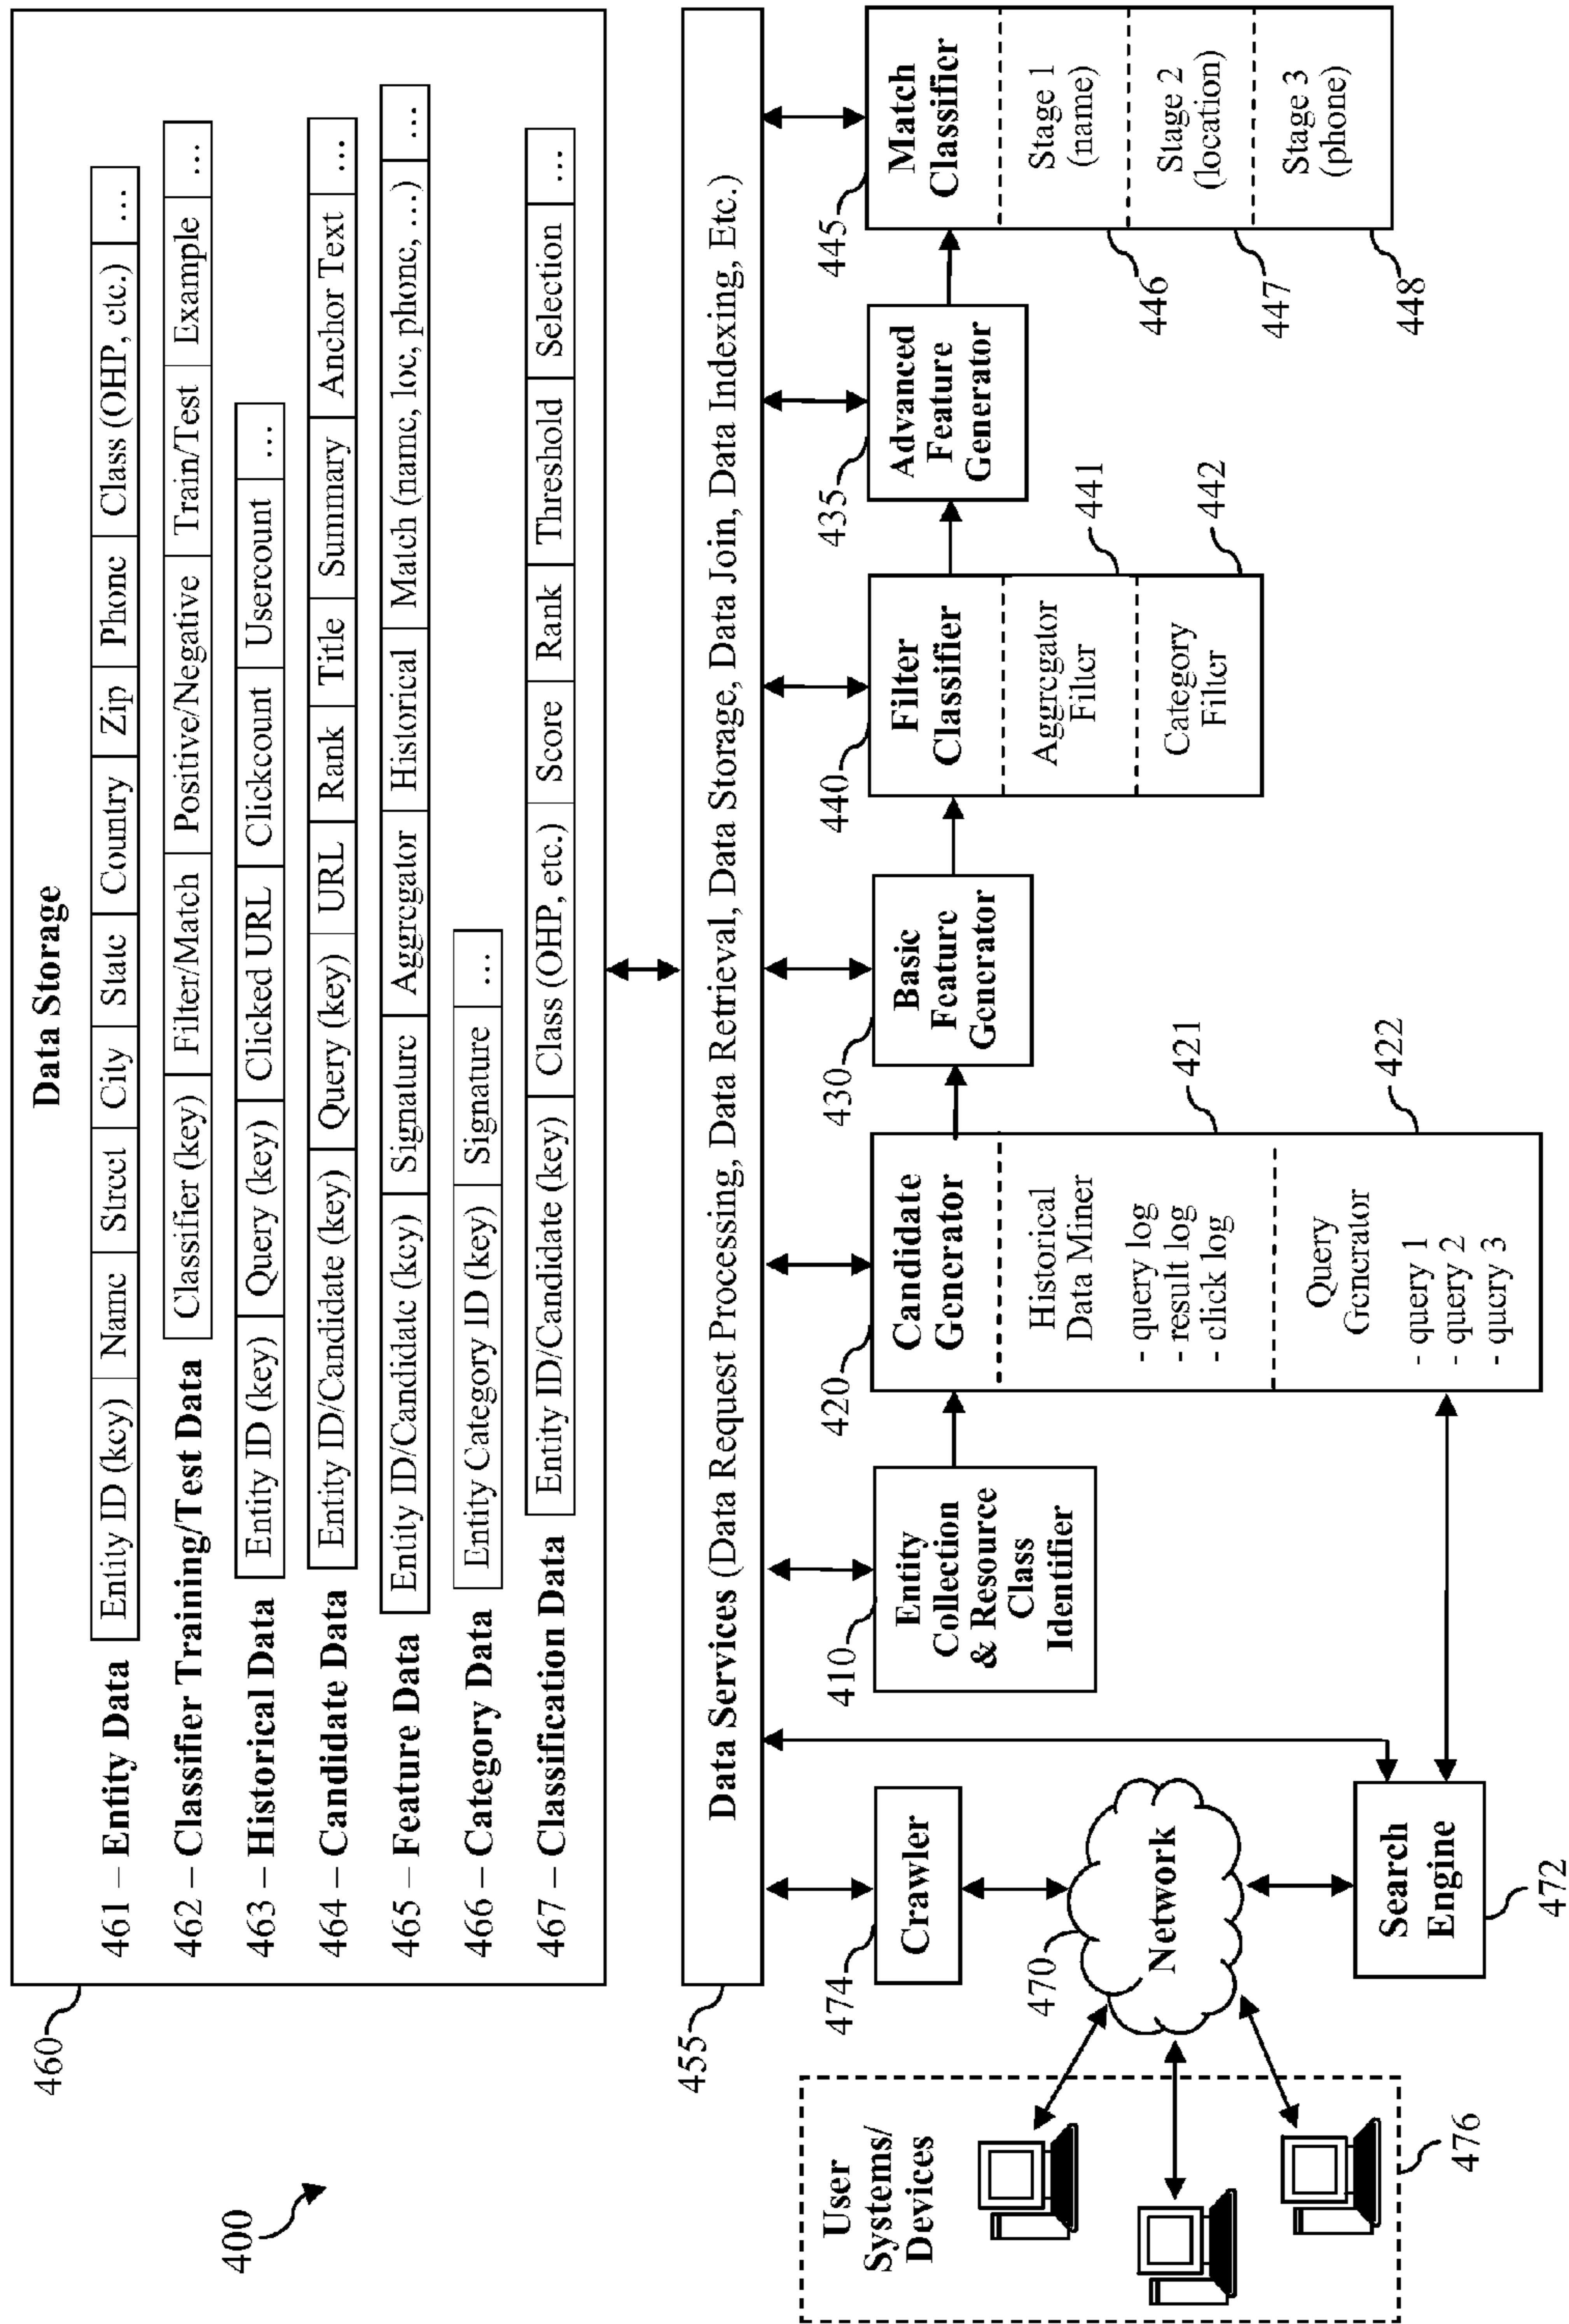 400
460
Data Storage
461 – Entity Data
Entity ID (key) Name Street City State Country Zip Phone Class (OHP, etc.) …
462 – Classifier Training/Test Data
Classifier (key) Filter/Match Positive/Negative Train/Test Example …
463 – Historical Data
Entity ID (key) Query (key) Clicked URL Clickcount Usercount …
464 – Candidate Data
Entity ID/Candidate (key) Query (key) URL Rank Title Summary Anchor Text …
465 – Feature Data
Entity ID/Candidate (key) Signature Aggregator Historical Match (name, loc, phone, …) …
466 – Category Data
Entity Category ID (key) Signature …
467 – Classification Data
Entity ID/Candidate (key) Class (OHP, etc.) Score Rank Threshold Selection …
455
Data Services (Data Request Processing, Data Retrieval, Data Storage, Data Join, Data Indexing, Etc.)
User
Systems/
Devices
476
474
Crawler
470
Network
Search
Engine
472
410
Entity
Collection
& Resource
Class
Identifier
420
Candidate
Generator
Historical
Data Miner
- query log
- result log
- click log
421
Query
Generator
- query 1
- query 2
- query 3
422
430
Basic
Feature
Generator
440
Filter
Classifier
Aggregator
Filter
441
Category
Filter
442
435
Advanced
Feature
Generator
445
Match
Classifier
Stage 1
(name)
446
Stage 2
(location)
447
Stage 3
(phone)
448